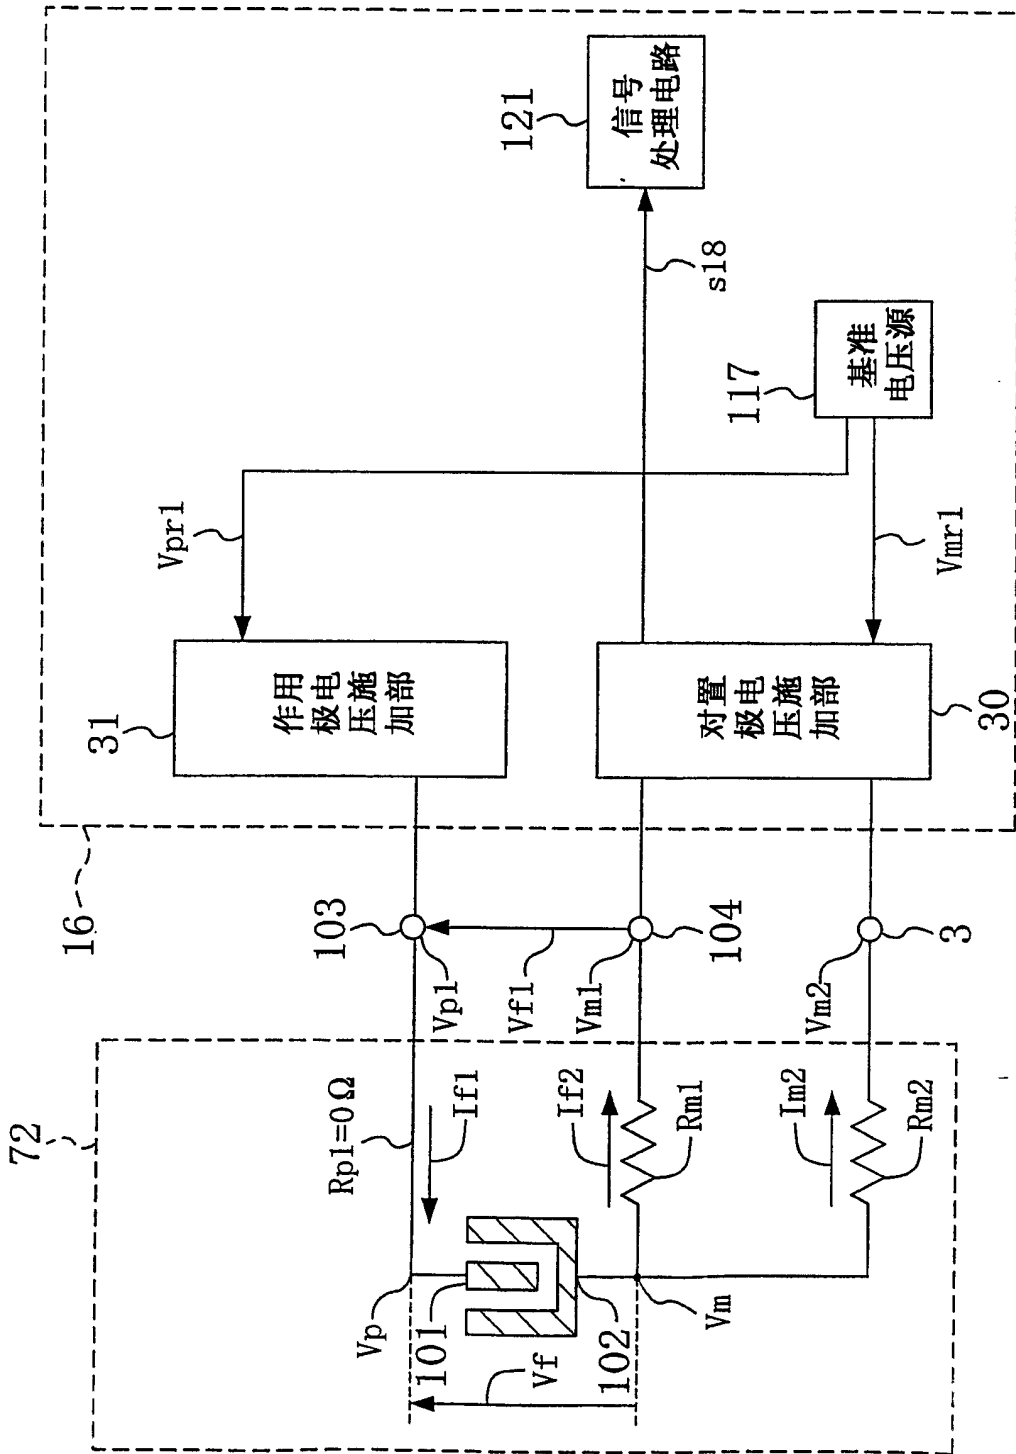 72
16
Vp
101
Vf
102
Vm
Rp1=0Ω
If1
If2
Rm1
Im2
Rm2
103
Vp1
Vf1
Vm1
104
Vm2
3
31
作用
极电
压施
加部
对置
极电
压施
加部
30
Vpr1
Vmr1
117
基准
电压源
s18
121
信号
处理电路